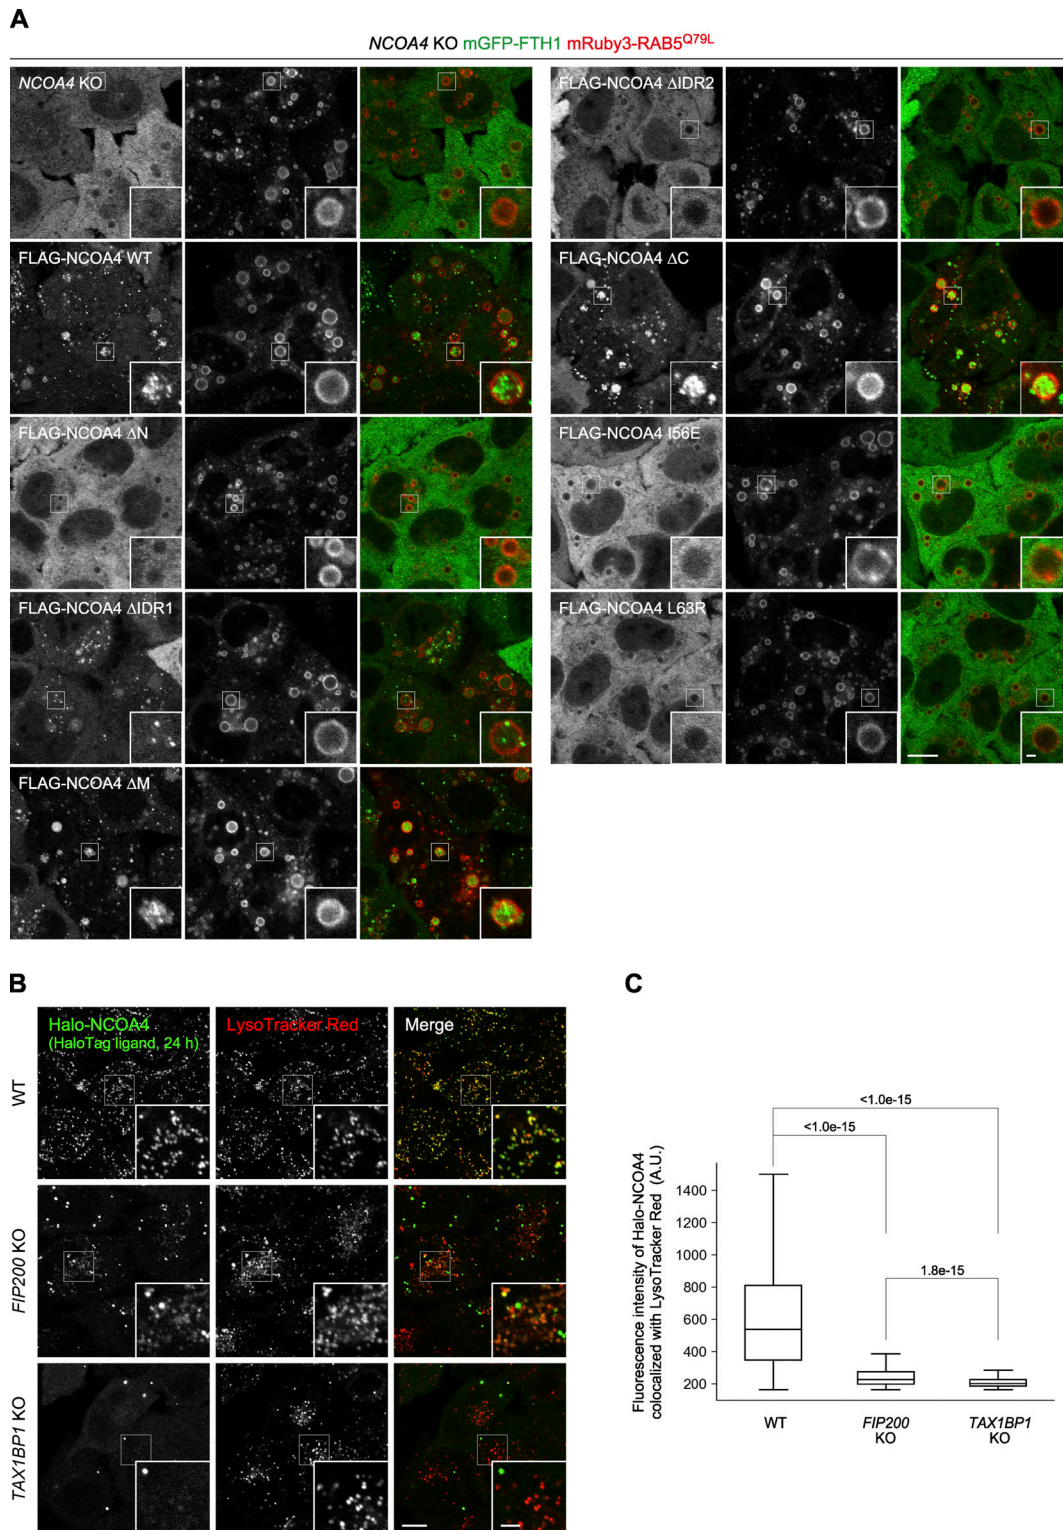 A
NCOA4 KO mGFP-FTH1 mRuby3-RAB5Q79L
NCOA4 KO
FLAG-NCOA4 ΔIDR2
FLAG-NCOA4 WT
FLAG-NCOA4 ΔC
FLAG-NCOA4 ΔN
FLAG-NCOA4 I56E
FLAG-NCOA4 ΔIDR1
FLAG-NCOA4 L63R
FLAG-NCOA4 ΔM
B
Halo-NCOA4
(HaloTag ligand, 24 h)
LysoTracker Red
Merge
WT
FIP200 KO
TAX1BP1 KO
C
<1.0e-15
<1.0e-15
1.8e-15
Fluorescence intensity of Halo-NCOA4
colocalized with LysoTracker Red (A.U.)
1400
1200
1000
800
600
400
200
WT
FIP200
KO
TAX1BP1
KO